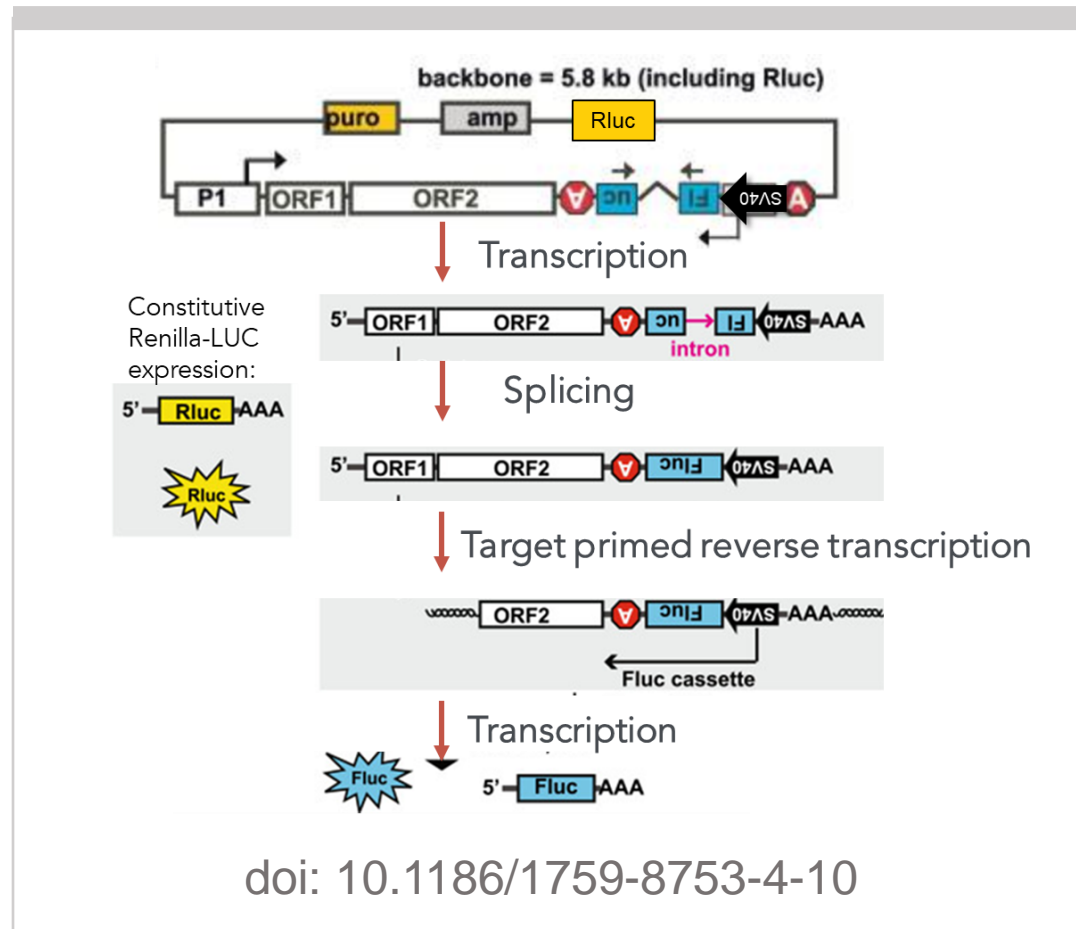 backbone = 5.8 kb (including Rluc)
puro amp Rluc
P1 ORF1 ORF2 A uc Fl SV40 A
Transcription
Constitutive
Renilla-LUC
expression:
5' ORF1 ORF2 A uc Fl SV40 AAA
intron
Splicing
5' Rluc AAA
Rluc
5' ORF1 ORF2 A Fluc SV40 AAA
Target primed reverse transcription
ORF2 A Fluc SV40 AAA
Fluc cassette
Transcription
Fluc
5' Fluc AAA
doi: 10.1186/1759-8753-4-10